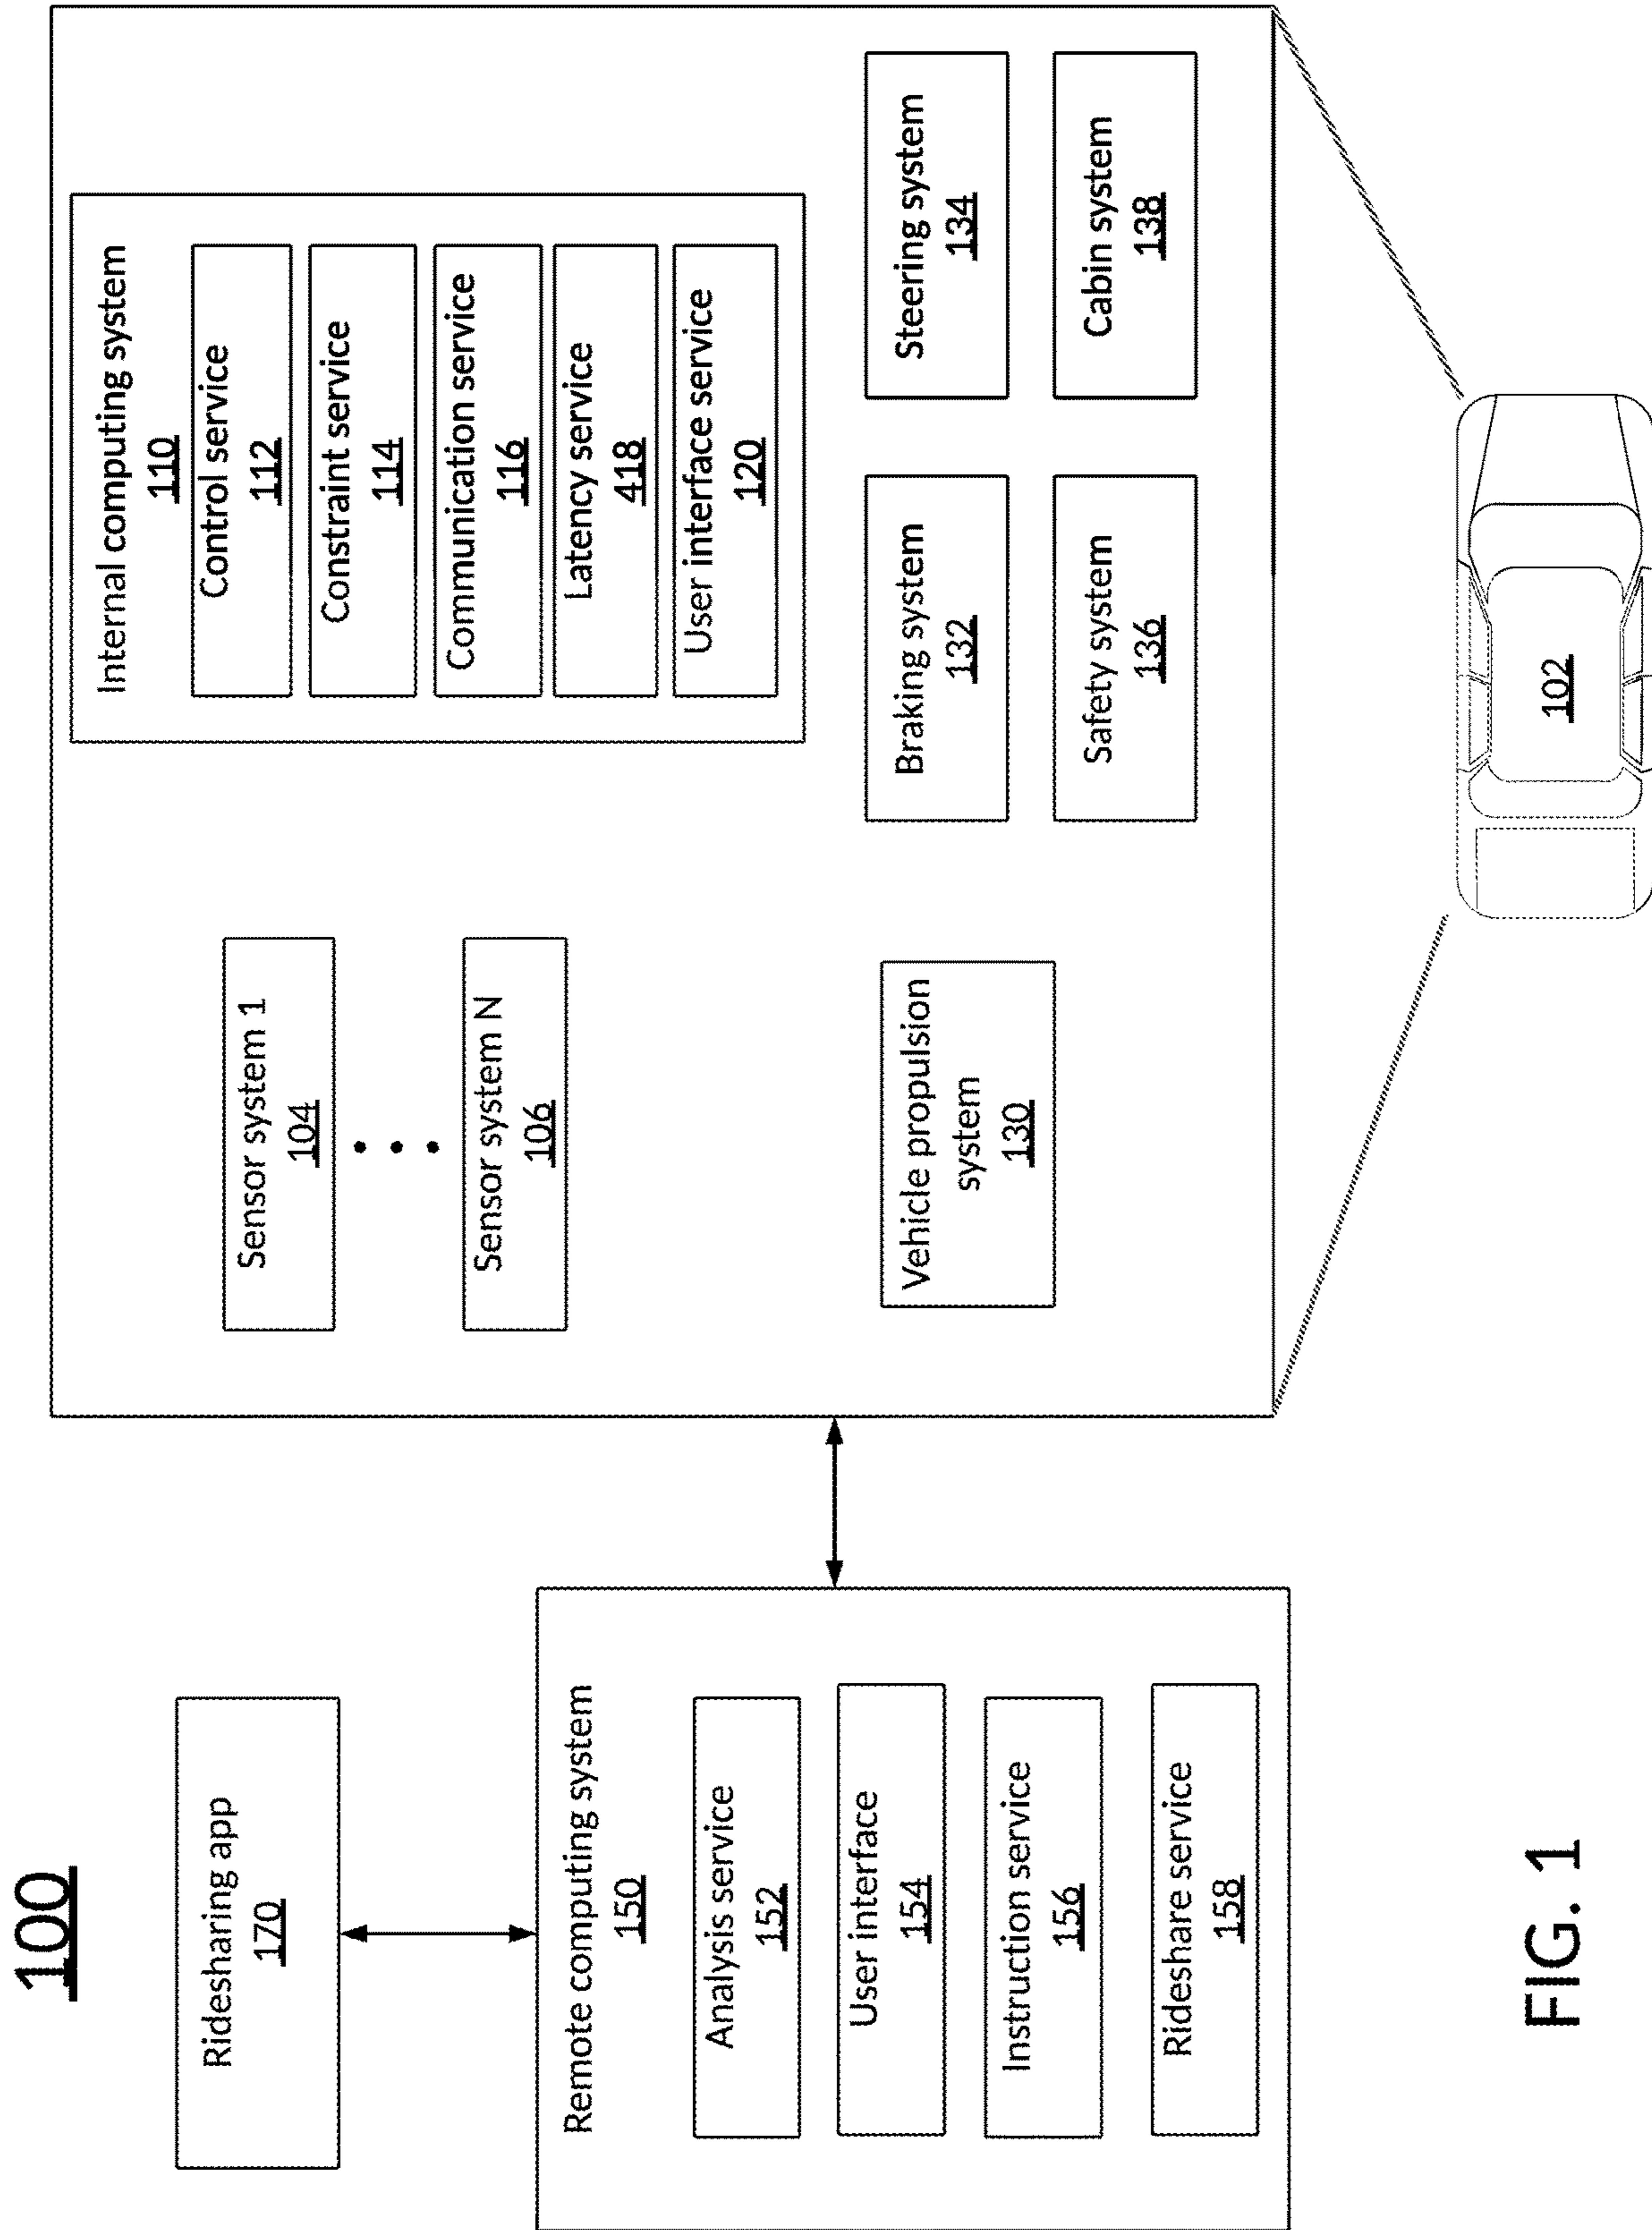 100
Ridesharing app
170
Remote computing system
150
Analysis service
152
User interface
154
Instruction service
156
Rideshare service
158
Sensor system 1
104
Sensor system N
106
Internal computing system
110
Control service
112
Constraint service
114
Communication service
116
Latency service
418
User interface service
120
Vehicle propulsion
system
130
Braking system
132
Steering system
134
Safety system
136
Cabin system
138
102
FIG. 1